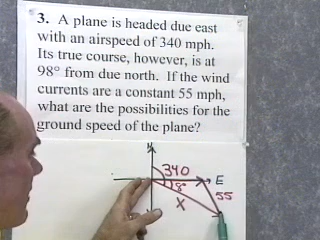 3. A plane is headed due east
with an airspeed of 340 mph.
Its true course, however, is at
98° from due north. If the wind
currents are a constant 55 mph,
what are the possibilities for the
ground speed of the plane?
340
E
8°
55
X